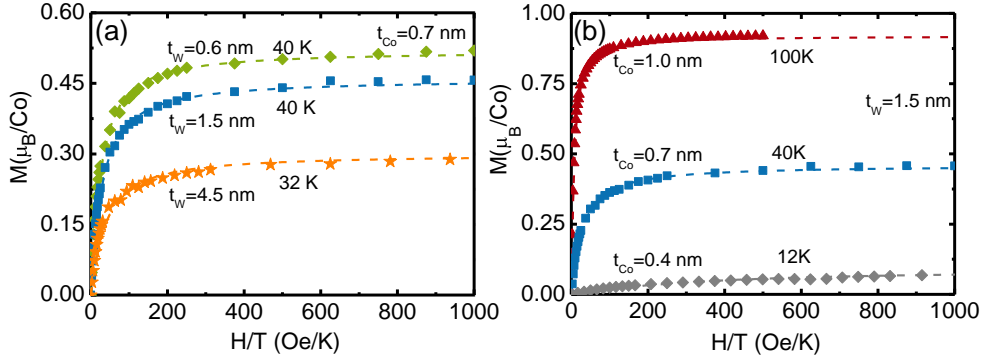 (a)
t_W=0.6 nm
40 K
t_Co=0.7 nm
40 K
t_W=1.5 nm
32 K
t_W=4.5 nm
M(μ_B/Co)
0.45
0.30
0.15
0.00
0 200 400 600 800 1000
H/T (Oe/K)
(b)
t_Co=1.0 nm
100K
t_W=1.5 nm
t_Co=0.7 nm
40K
t_Co=0.4 nm
12K
M(μ_B/Co)
1.00
0.75
0.50
0.25
0.00
0 200 400 600 800 1000
H/T (Oe/K)